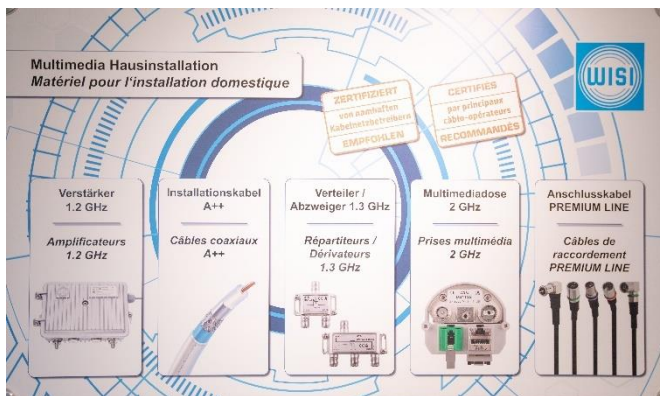 Multimedia Hausinstallation
Matériel pour l'installation domestique
ZERTIFIZIERT
von namhaften
Kabelnetzbetreibern
EMPFOHLEN
CERTIFIÉS
par principaux
câblo-opérateurs
RECOMMANDÉS
WISI
Verstärker
1.2 GHz
Amplificateurs
1.2 GHz
Installationskabel
A++
Câbles coaxiaux
A++
Verteiler /
Abzweiger 1.3 GHz
Répartiteurs /
Dérivateurs
1.3 GHz
Multimediadose
2 GHz
Prises multimédia
2 GHz
Anschlusskabel
PREMIUM LINE
Câbles de
raccordement
PREMIUM LINE